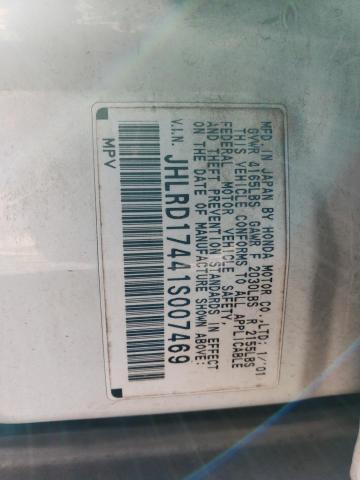 MFD. IN JAPAN BY HONDA MOTOR CO., LTD. 1/'01
GVWR 4165LBS GAWR F 2030LBS R 2155LBS
THIS VEHICLE CONFORMS TO ALL APPLICABLE
FEDERAL MOTOR VEHICLE SAFETY,
AND THEFT PREVENTION STANDARDS IN EFFECT
ON THE DATE OF MANUFACTURE SHOWN ABOVE.
V.I.N. JHLRD17441S007469
MPV